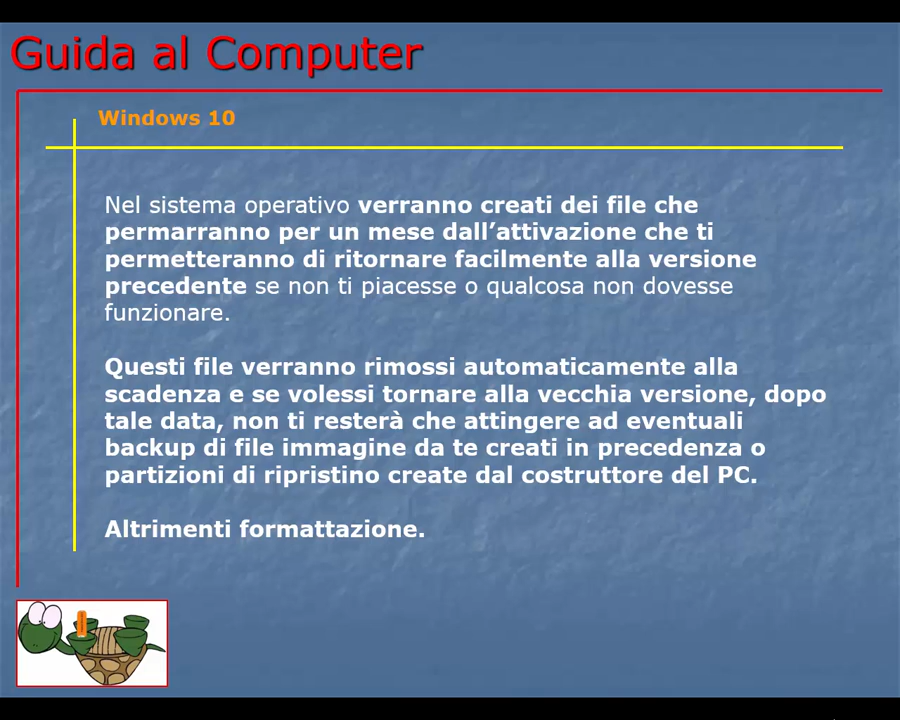 Guida al Computer
Windows 10
Nel sistema operativo verranno creati dei file che
permarranno per un mese dall’attivazione che ti
permetteranno di ritornare facilmente alla versione
precedente se non ti piacesse o qualcosa non dovesse
funzionare.
Questi file verranno rimossi automaticamente alla
scadenza e se volessi tornare alla vecchia versione, dopo
tale data, non ti resterà che attingere ad eventuali
backup di file immagine da te creati in precedenza o
partizioni di ripristino create dal costruttore del PC.
Altrimenti formattazione.